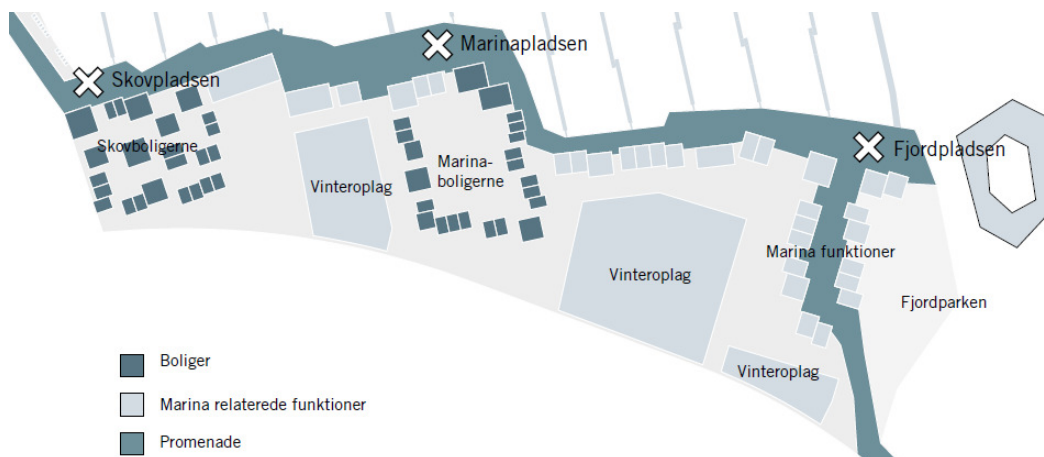 Marinapladsen
Skovpladsen
Skovboligerne
Fjordpladsen
Marina-
boligerne
Vinteroplag
Marina funktioner
Vinteroplag
Fjordparken
Vinteroplag
Boliger
Marina relaterede funktioner
Promenade